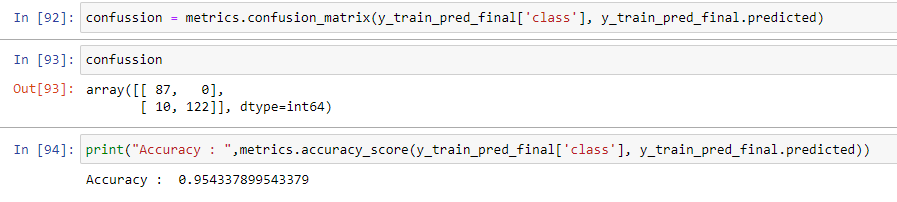 In [92]: confussion = metrics.confusion_matrix(y_train_pred_final['class'], y_train_pred_final.predicted)
In [93]: confussion
Out[93]: array([[ 87,   0],
       [ 10, 122]], dtype=int64)
In [94]: print("Accuracy : ",metrics.accuracy_score(y_train_pred_final['class'], y_train_pred_final.predicted))
Accuracy :  0.954337899543379